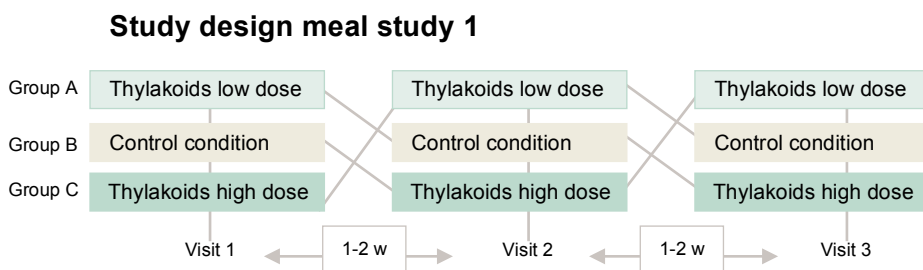 Study design meal study 1
Group A Thylakoids low dose Thylakoids low dose Thylakoids low dose
Group B Control condition Control condition Control condition
Group C Thylakoids high dose Thylakoids high dose Thylakoids high dose
Visit 1 1-2 w Visit 2 1-2 w Visit 3